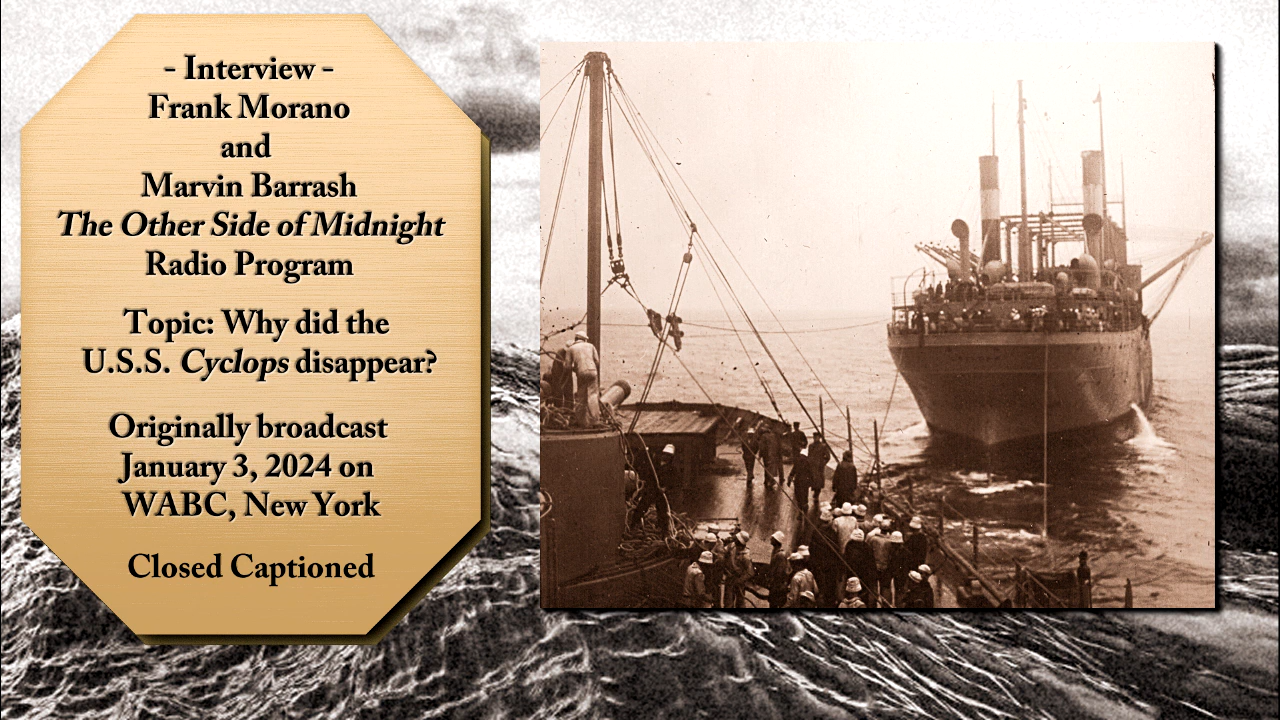 - Interview -
Frank Morano
and
Marvin Barrash
The Other Side of Midnight
Radio Program
Topic: Why did the
U.S.S. Cyclops disappear?
Originally broadcast
January 3, 2024 on
WABC, New York
Closed Captioned